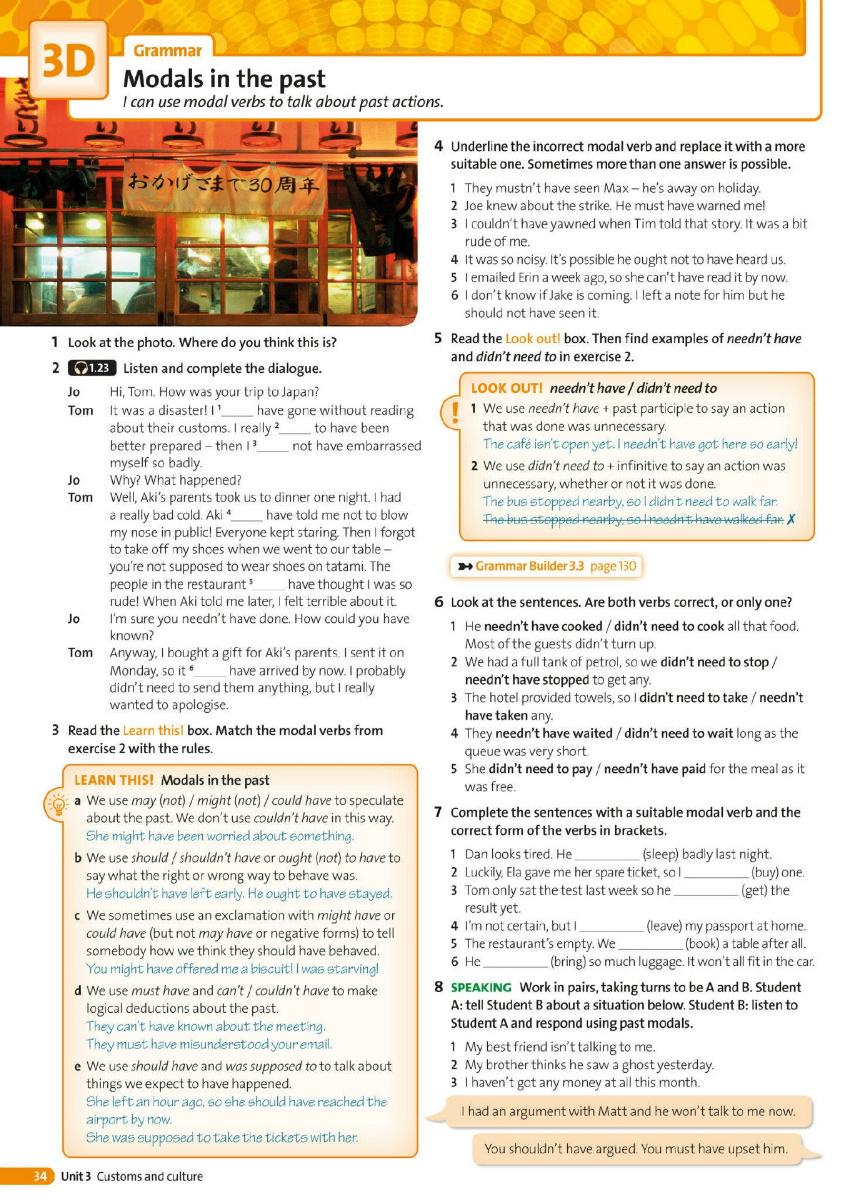 3D
Grammar
Modals in the past
I can use modal verbs to talk about past actions.
おかげさまで30周年
1 Look at the photo. Where do you think this is?
2 1.23 Listen and complete the dialogue.
Jo Hi, Tom. How was your trip to Japan?
Tom It was a disaster! I ¹_____ have gone without reading
about their customs. I really ²_____ to have been
better prepared – then I ³_____ not have embarrassed
myself so badly.
Jo Why? What happened?
Tom Well, Aki's parents took us to dinner one night. I had
a really bad cold. Aki ⁴_____ have told me not to blow
my nose in public! Everyone kept staring. Then I forgot
to take off my shoes when we went to our table –
you're not supposed to wear shoes on tatami. The
people in the restaurant ⁵_____ have thought I was so
rude! When Aki told me later, I felt terrible about it.
Jo I'm sure you needn't have done. How could you have
known?
Tom Anyway, I bought a gift for Aki's parents. I sent it on
Monday, so it ⁶_____ have arrived by now. I probably
didn't need to send them anything, but I really
wanted to apologise.
3 Read the Learn this! box. Match the modal verbs from
exercise 2 with the rules.
LEARN THIS! Modals in the past
a We use may (not) / might (not) / could have to speculate
about the past. We don't use couldn't have in this way.
She might have been worried about something.
b We use should / shouldn't have or ought (not) to have to
say what the right or wrong way to behave was.
He shouldn't have left early. He ought to have stayed.
c We sometimes use an exclamation with might have or
could have (but not may have or negative forms) to tell
somebody how we think they should have behaved.
You might have offered me a biscuit! I was starving!
d We use must have and can't / couldn't have to make
logical deductions about the past.
They can't have known about the meeting.
They must have misunderstood your email.
e We use should have and was supposed to to talk about
things we expect to have happened.
She left an hour ago, so she should have reached the
airport by now.
She was supposed to take the tickets with her.
4 Underline the incorrect modal verb and replace it with a more
suitable one. Sometimes more than one answer is possible.
1 They mustn't have seen Max – he's away on holiday.
2 Joe knew about the strike. He must have warned me!
3 I couldn't have yawned when Tim told that story. It was a bit
rude of me.
4 It was so noisy. It's possible he ought not to have heard us.
5 I emailed Erin a week ago, so she can't have read it by now.
6 I don't know if Jake is coming. I left a note for him but he
should not have seen it.
5 Read the Look out! box. Then find examples of needn't have
and didn't need to in exercise 2.
LOOK OUT! needn't have / didn't need to
!
1 We use needn't have + past participle to say an action
that was done was unnecessary.
The café isn't open yet. I needn't have got here so early!
2 We use didn't need to + infinitive to say an action was
unnecessary, whether or not it was done.
The bus stopped nearby, so I didn't need to walk far.
The bus stopped nearby, so I needn't have walked far. ✗
Grammar Builder 3.3 page 130
6 Look at the sentences. Are both verbs correct, or only one?
1 He needn't have cooked / didn't need to cook all that food.
Most of the guests didn't turn up.
2 We had a full tank of petrol, so we didn't need to stop /
needn't have stopped to get any.
3 The hotel provided towels, so I didn't need to take / needn't
have taken any.
4 They needn't have waited / didn't need to wait long as the
queue was very short.
5 She didn't need to pay / needn't have paid for the meal as it
was free.
7 Complete the sentences with a suitable modal verb and the
correct form of the verbs in brackets.
1 Dan looks tired. He __________ (sleep) badly last night.
2 Luckily, Ela gave me her spare ticket, so I __________ (buy) one.
3 Tom only sat the test last week so he __________ (get) the
result yet.
4 I'm not certain, but I __________ (leave) my passport at home.
5 The restaurant's empty. We __________ (book) a table after all.
6 He __________ (bring) so much luggage. It won't all fit in the car.
8 SPEAKING Work in pairs, taking turns to be A and B. Student
A: tell Student B about a situation below. Student B: listen to
Student A and respond using past modals.
1 My best friend isn't talking to me.
2 My brother thinks he saw a ghost yesterday.
3 I haven't got any money at all this month.
I had an argument with Matt and he won't talk to me now.
You shouldn't have argued. You must have upset him.
34 Unit 3 Customs and culture